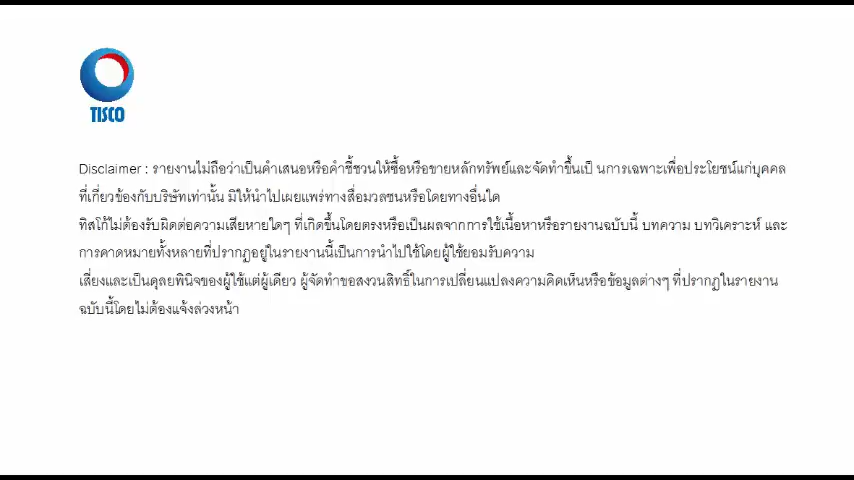 TISCO
Disclaimer : รายงานไม่ถือว่าเป็นคำเสนอหรือคำชี้ชวนให้ซื้อหรือขายหลักทรัพย์และจัดทำขึ้นเป็ นการเฉพาะเพื่อประโยชน์แก่บุคคล
ที่เกี่ยวข้องกับบริษัทเท่านั้น มิให้นำไปเผยแพร่ทางสื่อมวลชนหรือโดยทางอื่นใด
ทิสโก้ไม่ต้องรับผิดต่อความเสียหายใดๆ ที่เกิดขึ้นโดยตรงหรือเป็นผลจากการใช้เนื้อหาหรือรายงานฉบับนี้ บทความ บทวิเคราะห์ และ
การคาดหมายทั้งหลายที่ปรากฏอยู่ในรายงานนี้เป็นการนำไปใช้โดยผู้ใช้ยอมรับความ
เสี่ยงและเป็นดุลยพินิจของผู้ใช้แต่ผู้เดียว ผู้จัดทำขอสงวนสิทธิ์ในการเปลี่ยนแปลงความคิดเห็นหรือข้อมูลต่างๆ ที่ปรากฏในรายงาน
ฉบับนี้โดยไม่ต้องแจ้งล่วงหน้า